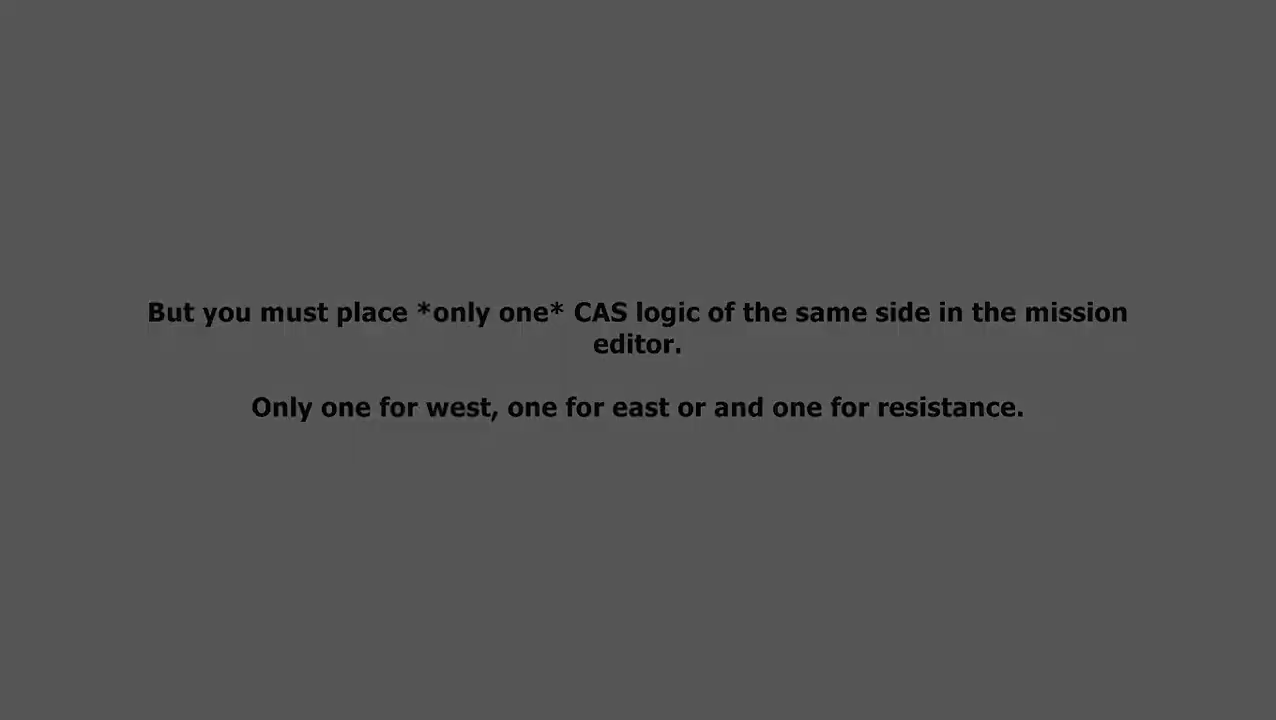 But you must place *only one* CAS logic of the same side in the mission
editor.
Only one for west, one for east or and one for resistance.